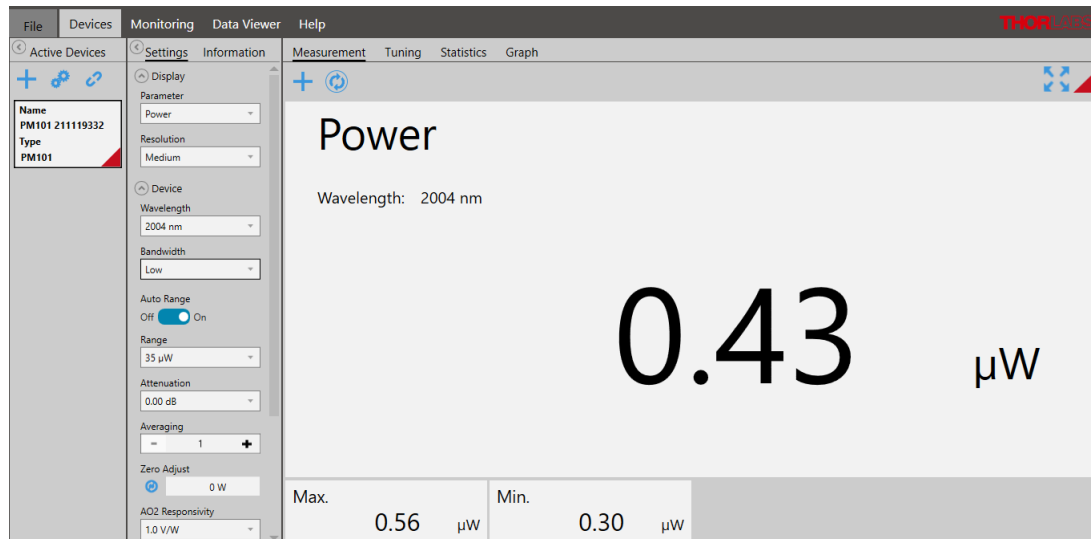 File Devices Monitoring Data Viewer Help THORLABS
Active Devices
Name
PM101 211119332
Type
PM101
Settings Information
Display
Parameter
Power
Resolution
Medium
Device
Wavelength
2004 nm
Bandwidth
Low
Auto Range
Off On
Range
35 µW
Attenuation
0.00 dB
Averaging
- 1 +
Zero Adjust
0 W
AO2 Responsivity
1.0 V/W
Measurement Tuning Statistics Graph
Power
Wavelength: 2004 nm
0.43 µW
Max.
0.56 µW
Min.
0.30 µW